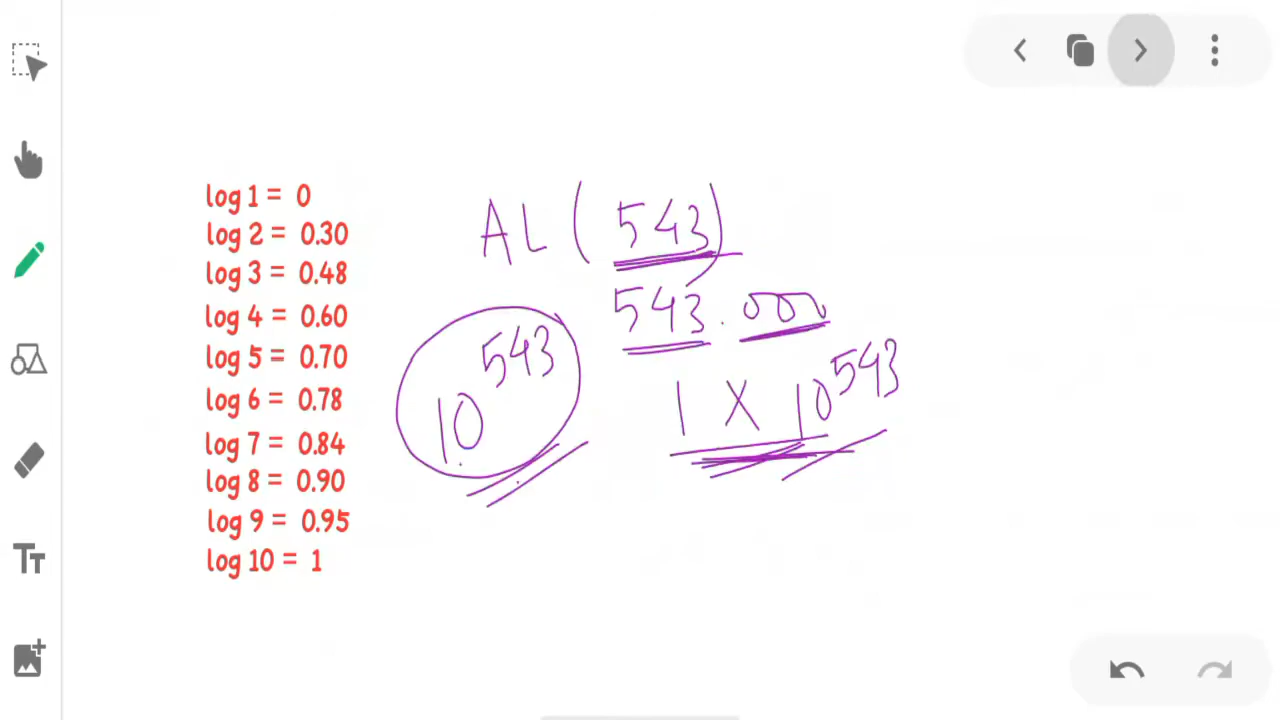 log 1 = 0
log 2 = 0.30
log 3 = 0.48
log 4 = 0.60
log 5 = 0.70
log 6 = 0.78
log 7 = 0.84
log 8 = 0.90
log 9 = 0.95
log 10 = 1
AL ( 543 )
543 . 000
10^543
1 X 10^543
TT